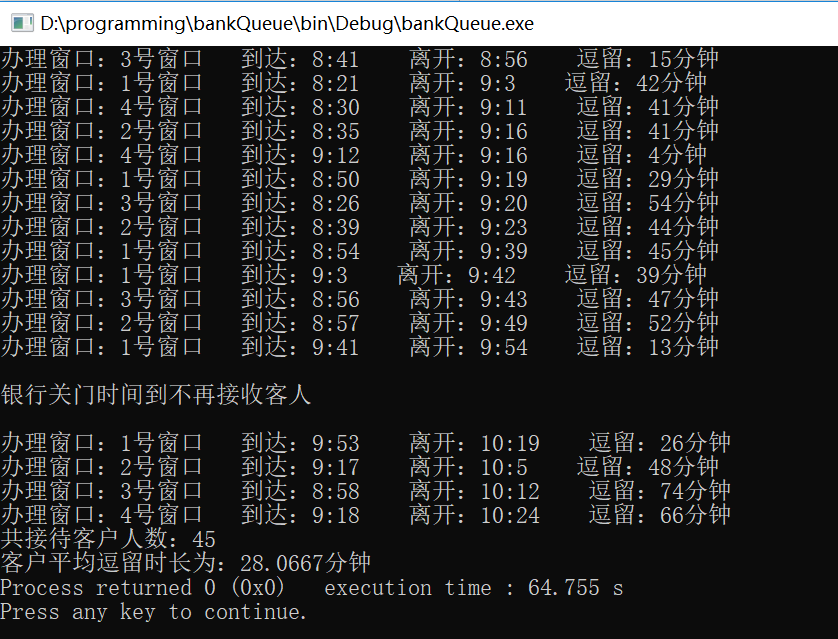 D:\programming\bankQueue\bin\Debug\bankQueue.exe
办理窗口：3号窗口 到达：8:41 离开：8:56 逗留：15分钟
办理窗口：1号窗口 到达：8:21 离开：9:3 逗留：42分钟
办理窗口：4号窗口 到达：8:30 离开：9:11 逗留：41分钟
办理窗口：2号窗口 到达：8:35 离开：9:16 逗留：41分钟
办理窗口：4号窗口 到达：9:12 离开：9:16 逗留：4分钟
办理窗口：1号窗口 到达：8:50 离开：9:19 逗留：29分钟
办理窗口：3号窗口 到达：8:26 离开：9:20 逗留：54分钟
办理窗口：2号窗口 到达：8:39 离开：9:23 逗留：44分钟
办理窗口：1号窗口 到达：8:54 离开：9:39 逗留：45分钟
办理窗口：1号窗口 到达：9:3 离开：9:42 逗留：39分钟
办理窗口：3号窗口 到达：8:56 离开：9:43 逗留：47分钟
办理窗口：2号窗口 到达：8:57 离开：9:49 逗留：52分钟
办理窗口：1号窗口 到达：9:41 离开：9:54 逗留：13分钟
银行关门时间到不再接收客人
办理窗口：1号窗口 到达：9:53 离开：10:19 逗留：26分钟
办理窗口：2号窗口 到达：9:17 离开：10:5 逗留：48分钟
办理窗口：3号窗口 到达：8:58 离开：10:12 逗留：74分钟
办理窗口：4号窗口 到达：9:18 离开：10:24 逗留：66分钟
共接待客户人数：45
客户平均逗留时长为：28.0667分钟
Process returned 0 (0x0) execution time : 64.755 s
Press any key to continue.